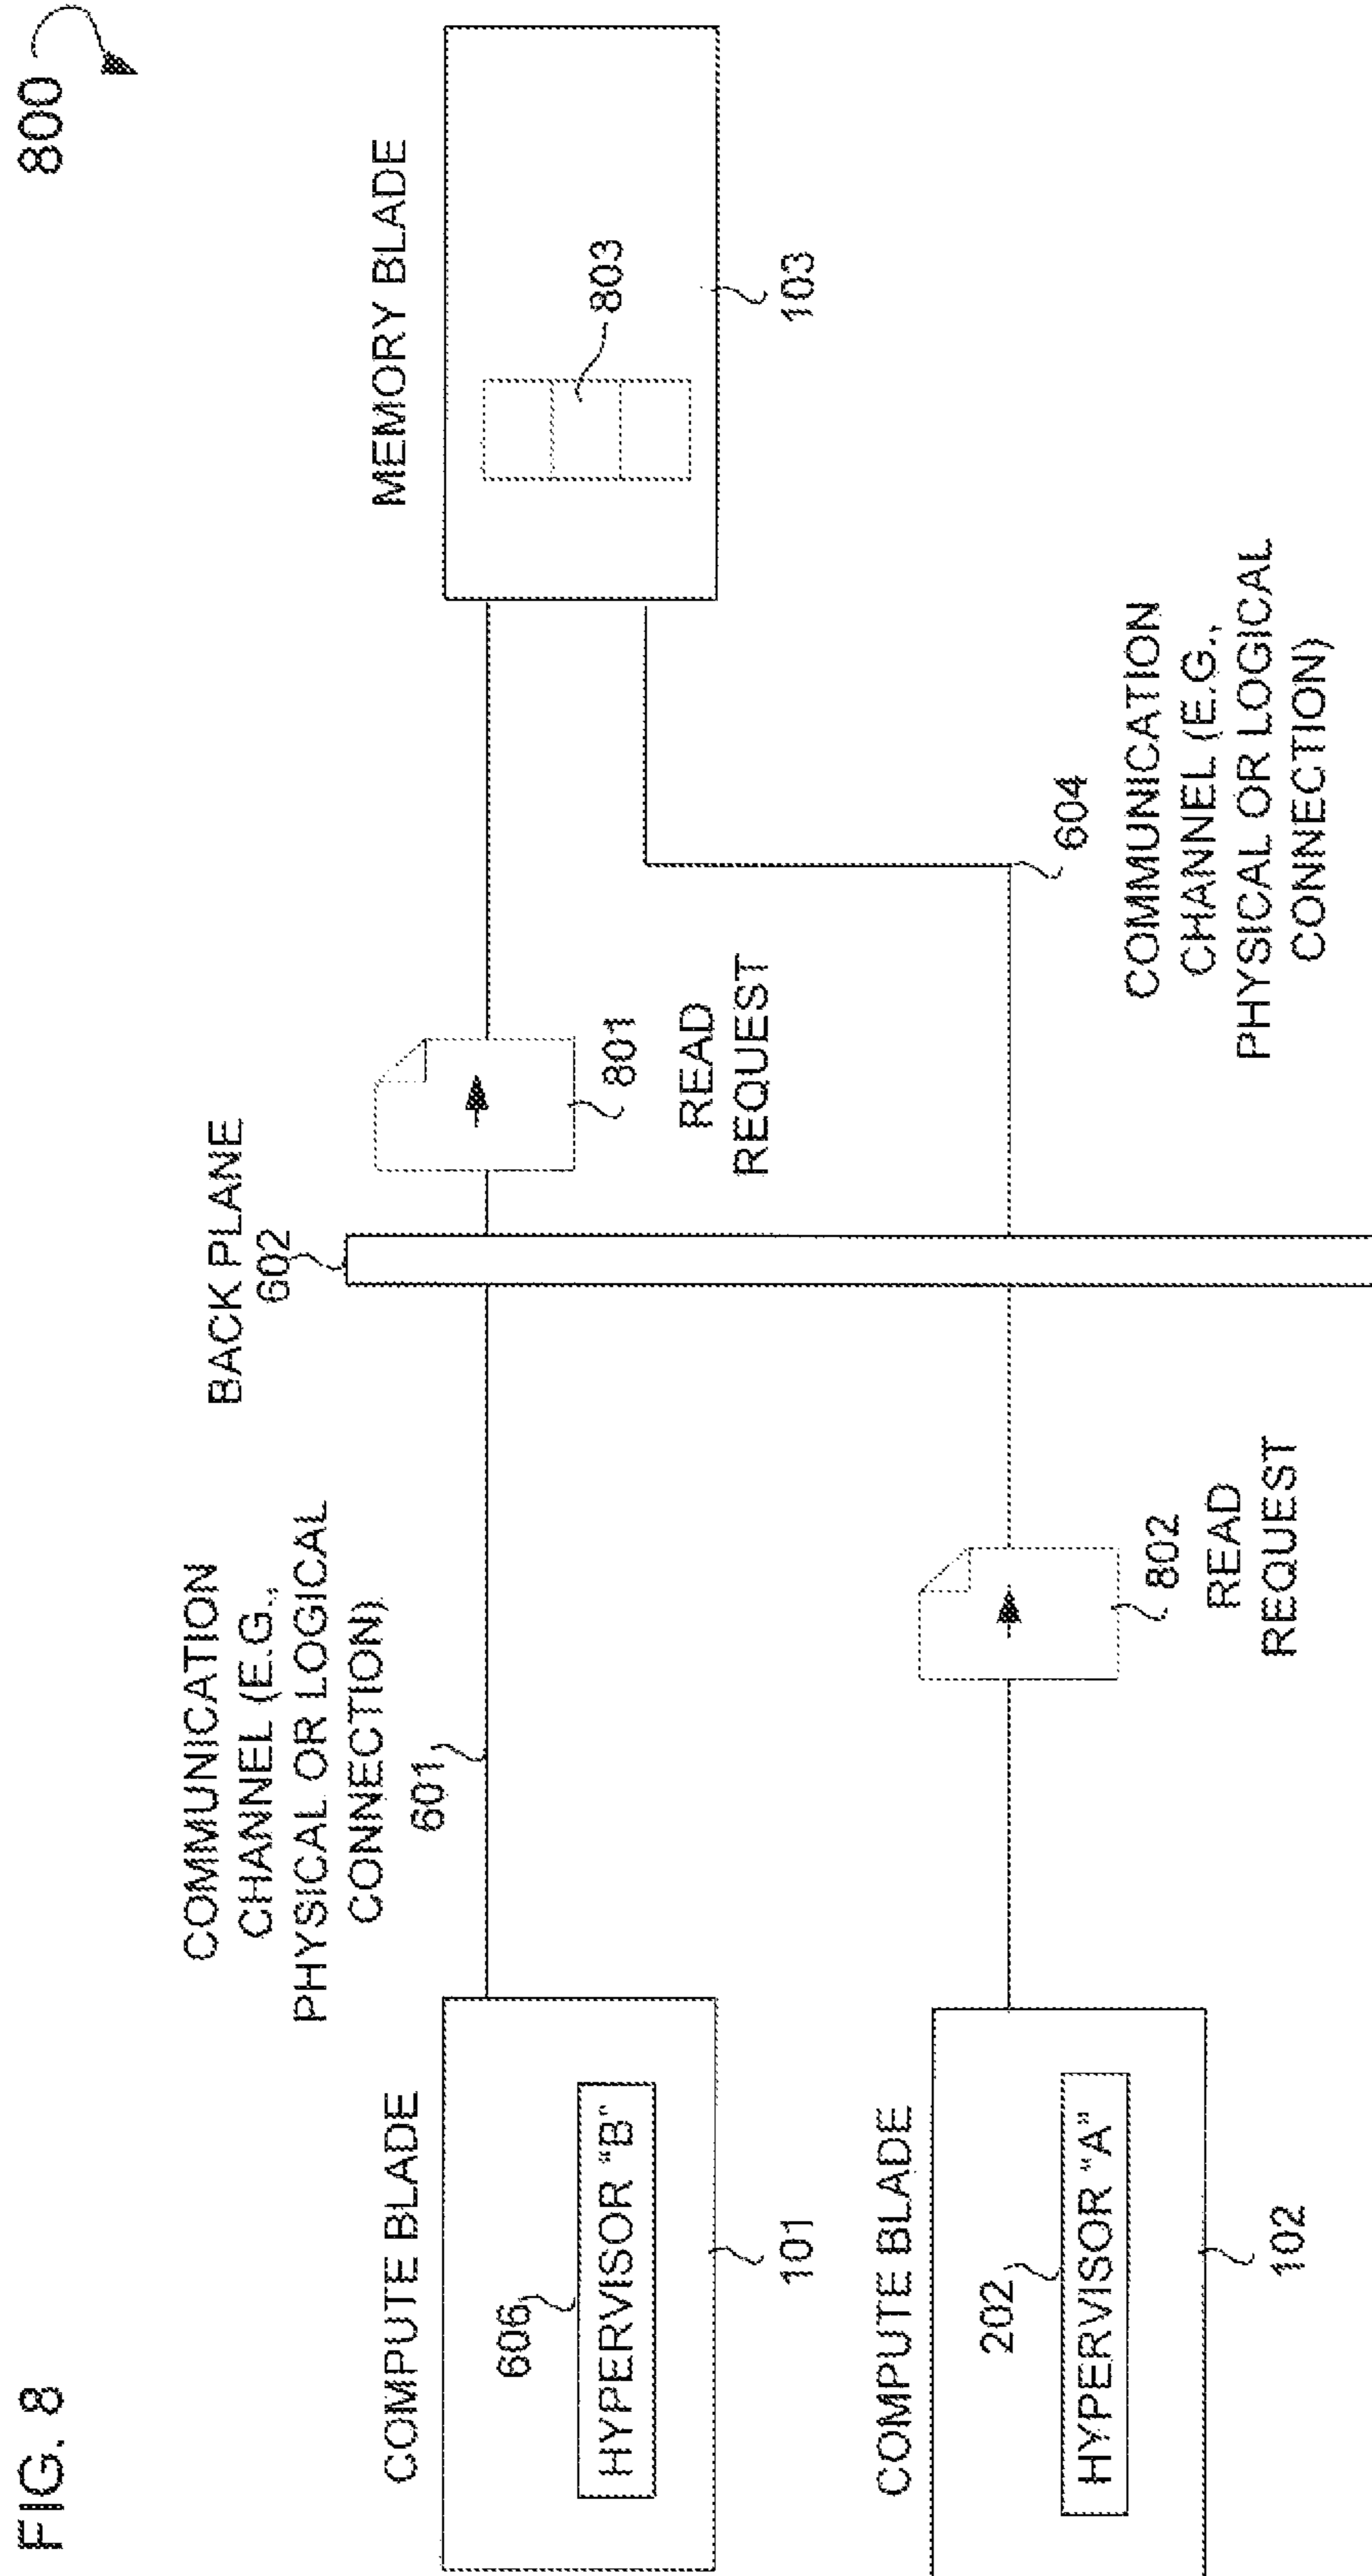 FIG. 8
800
COMMUNICATION
CHANNEL (E.G.,
PHYSICAL OR LOGICAL
CONNECTION)
601
BACK PLANE
602
COMPUTE BLADE
606
HYPERVISOR "B"
101
801
READ
REQUEST
MEMORY BLADE
803
103
COMPUTE BLADE
202
HYPERVISOR "A"
102
802
READ
REQUEST
604
COMMUNICATION
CHANNEL (E.G.,
PHYSICAL OR LOGICAL
CONNECTION)